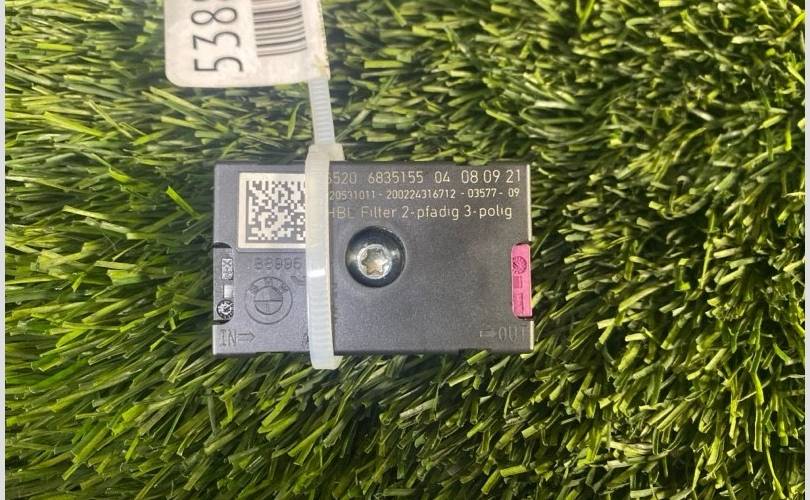 538
6520 6835155 04 08 09 21
20531011-200224316712-03577-09
HBL Filter 2-pfadig 3-polig
BMW
IN⇒
⇒OUT